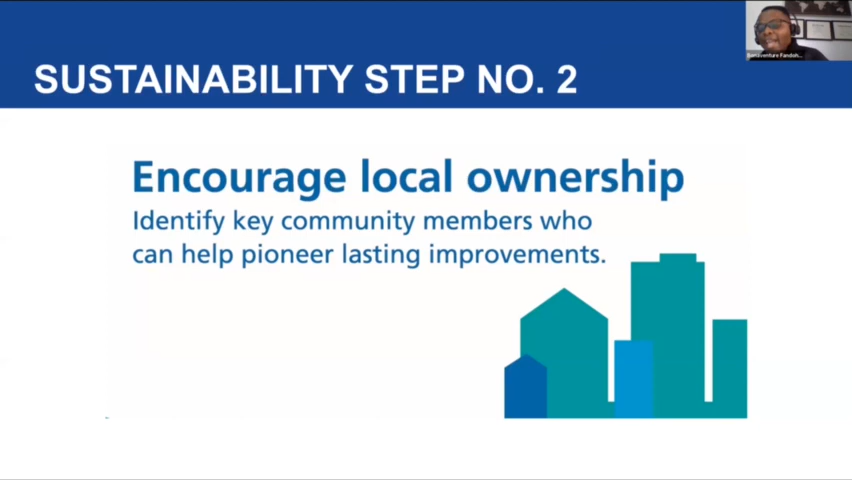 SUSTAINABILITY STEP NO. 2
Encourage local ownership
Identify key community members who
can help pioneer lasting improvements.